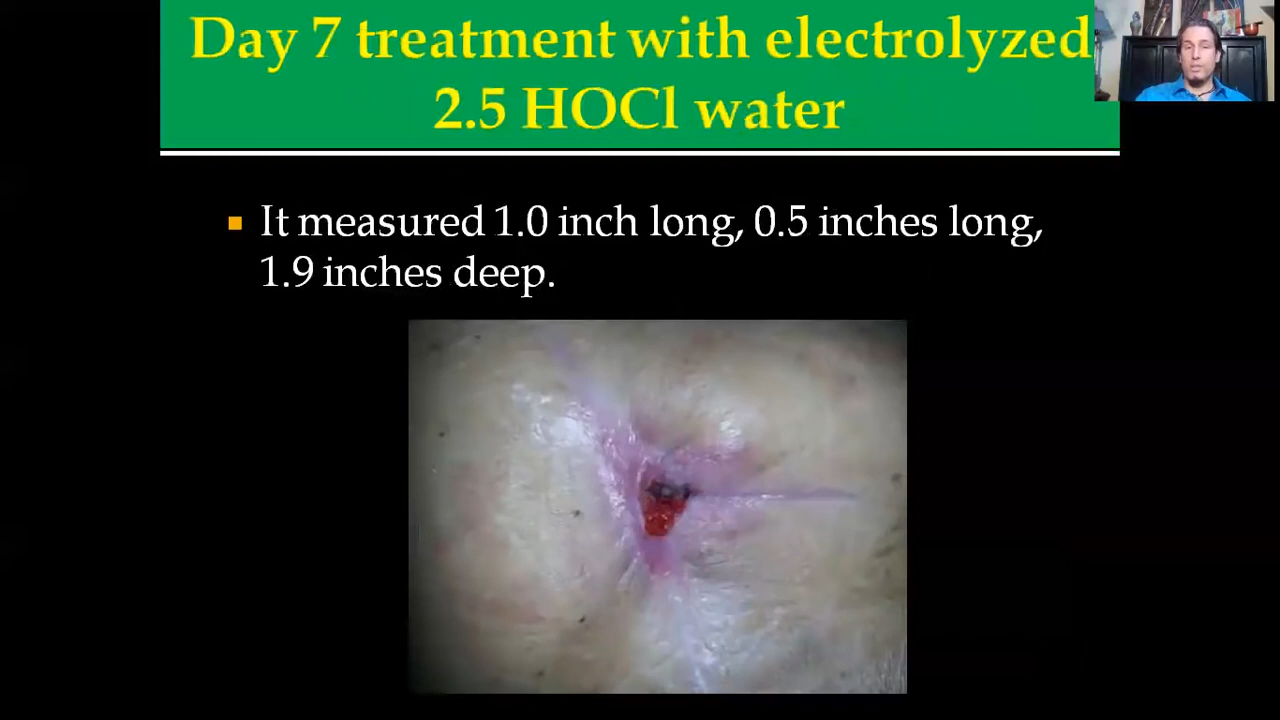 Day 7 treatment with electrolyzed
2.5 HOCl water
It measured 1.0 inch long, 0.5 inches long,
1.9 inches deep.